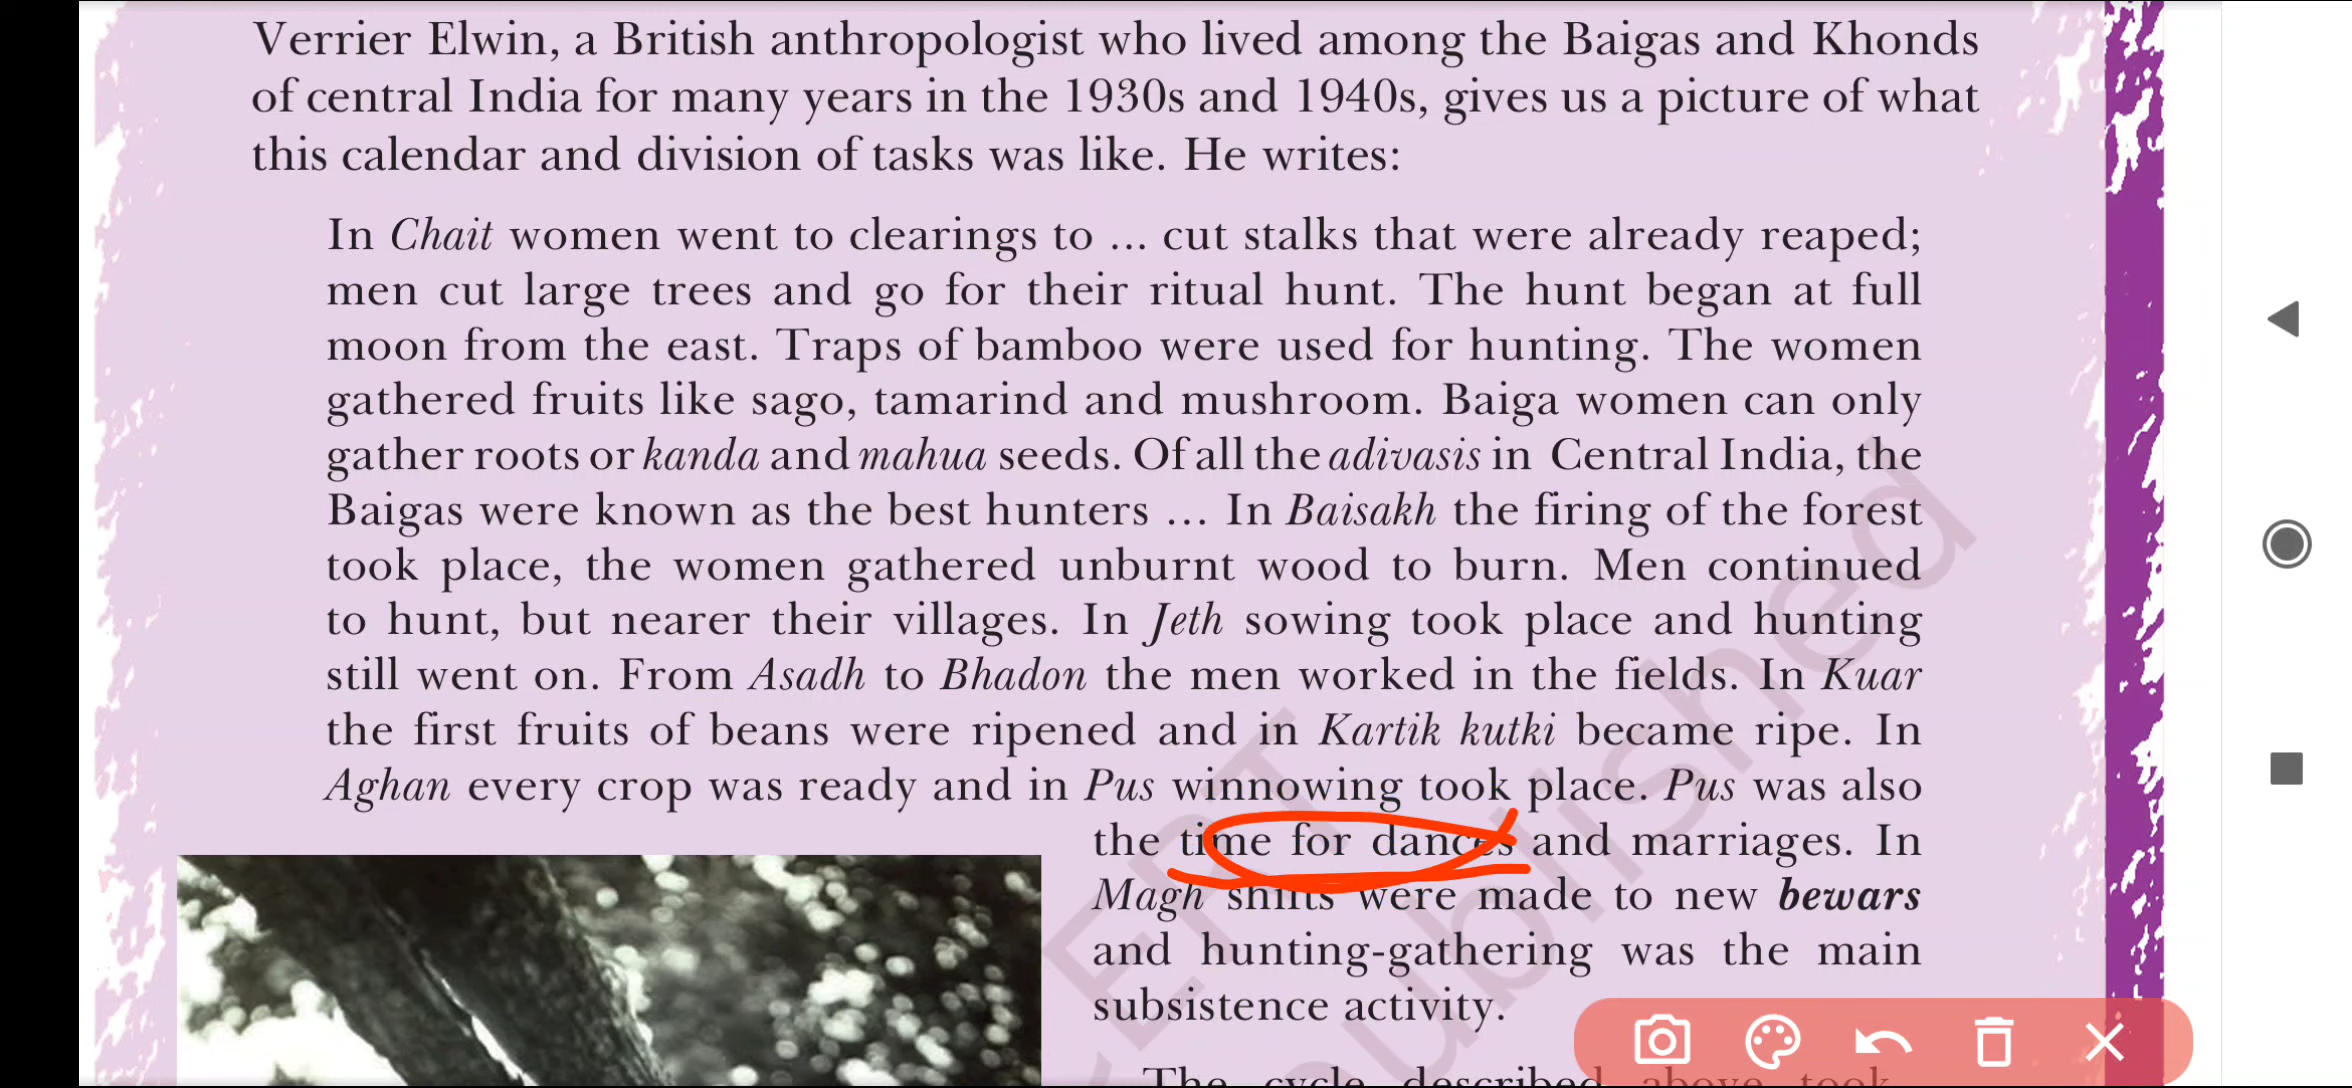 Verrier Elwin, a British anthropologist who lived among the Baigas and Khonds
of central India for many years in the 1930s and 1940s, gives us a picture of what
this calendar and division of tasks was like. He writes:
In Chait women went to clearings to ... cut stalks that were already reaped;
men cut large trees and go for their ritual hunt. The hunt began at full
moon from the east. Traps of bamboo were used for hunting. The women
gathered fruits like sago, tamarind and mushroom. Baiga women can only
gather roots or kanda and mahua seeds. Of all the adivasis in Central India, the
Baigas were known as the best hunters ... In Baisakh the firing of the forest
took place, the women gathered unburnt wood to burn. Men continued
to hunt, but nearer their villages. In Jeth sowing took place and hunting
still went on. From Asadh to Bhadon the men worked in the fields. In Kuar
the first fruits of beans were ripened and in Kartik kutki became ripe. In
Aghan every crop was ready and in Pus winnowing took place. Pus was also
the time for dances and marriages. In
Magh shifts were made to new bewars
and hunting-gathering was the main
subsistence activity.
The cycle described above took